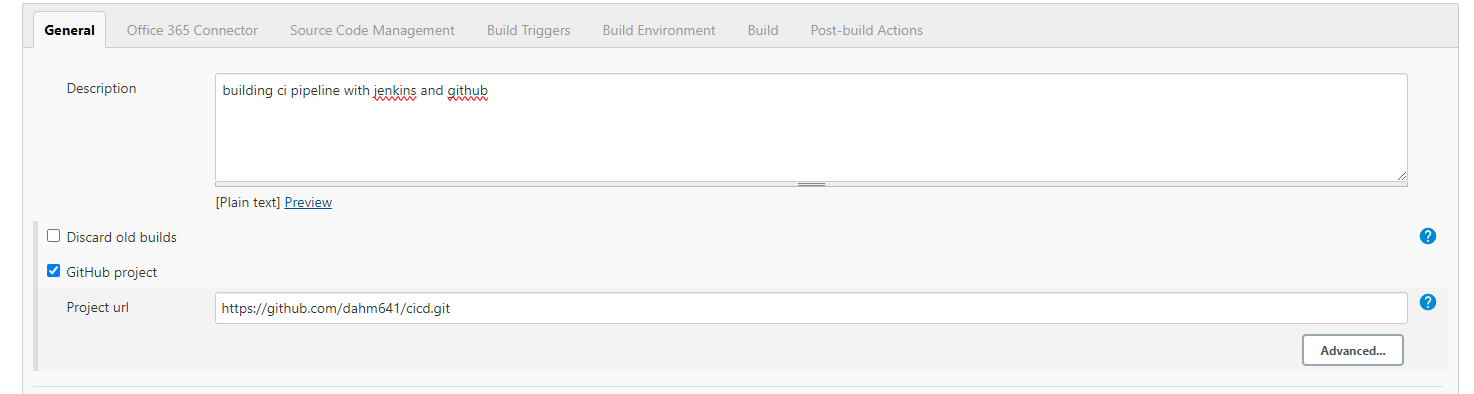 General Office 365 Connector Source Code Management Build Triggers Build Environment Build Post-build Actions
Description building ci pipeline with jenkins and github
[Plain text] Preview
Discard old builds ?
GitHub project
Project url https://github.com/dahm641/cicd.git ?
Advanced...